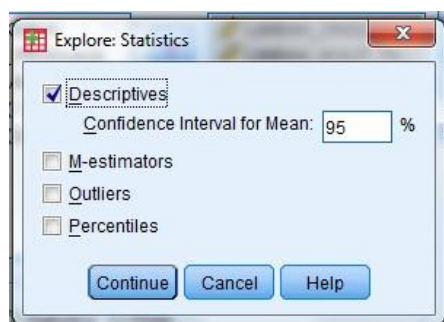 Explore: Statistics
Descriptives
Confidence Interval for Mean: 95 %
M-estimators
Outliers
Percentiles
Continue Cancel Help